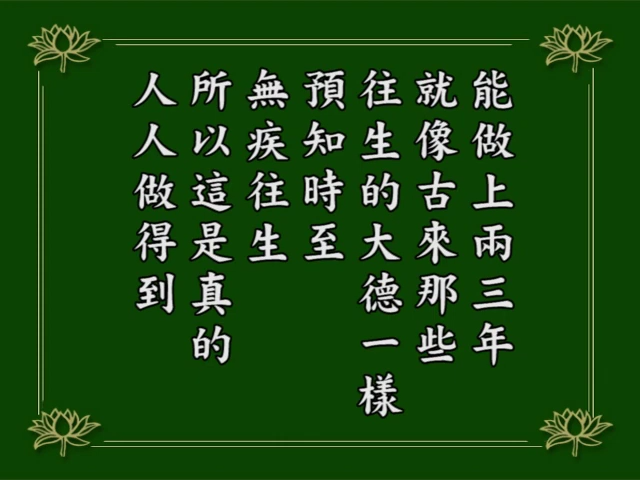 能做上兩三年
就像古來那些
往生的大德一樣
預知時至
無疾往生
所以這是真的
人人做得到